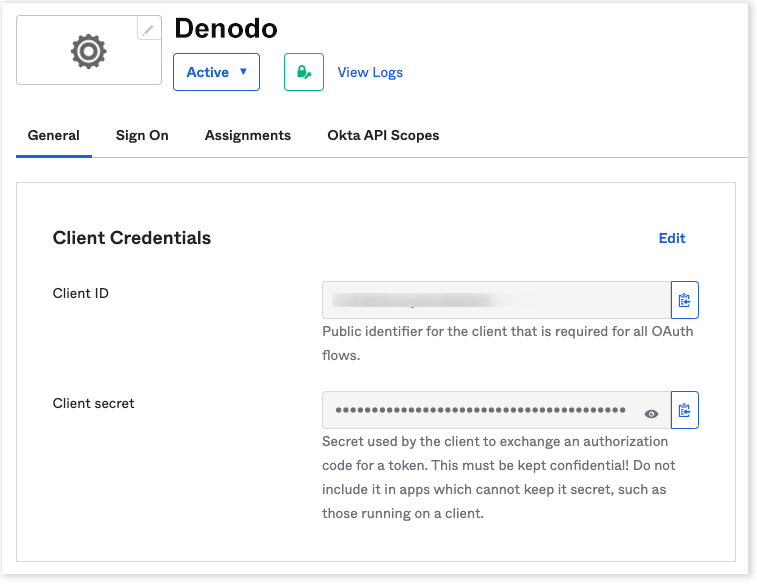 Denodo
Active
View Logs
General Sign On Assignments Okta API Scopes
Client Credentials Edit
Client ID
Public identifier for the client that is required for all OAuth
flows.
Client secret ••••••••••••••••••••••••••••••••••••••••
Secret used by the client to exchange an authorization
code for a token. This must be kept confidential! Do not
include it in apps which cannot keep it secret, such as
those running on a client.